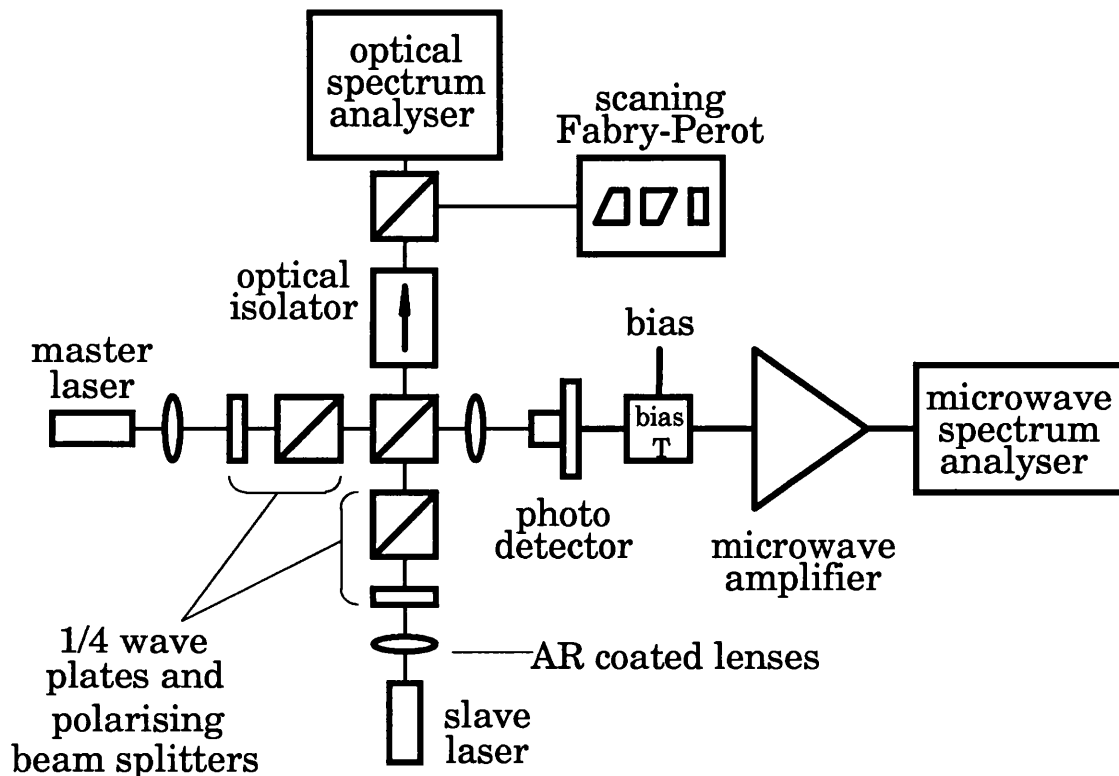 optical
spectrum
analyser
scaning
Fabry-Perot
optical
isolator
master
laser
bias
bias
T
microwave
spectrum
analyser
photo
detector
microwave
amplifier
1/4 wave
plates and
polarising
beam splitters
AR coated lenses
slave
laser